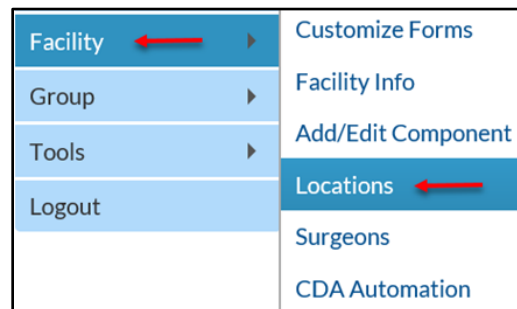 Facility
Group
Tools
Logout
Customize Forms
Facility Info
Add/Edit Component
Locations
Surgeons
CDA Automation